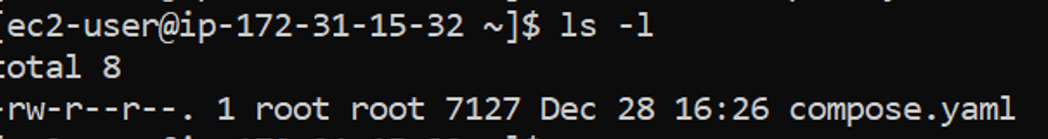 [ec2-user@ip-172-31-15-32 ~]$ ls -l
total 8
-rw-r--r--. 1 root root 7127 Dec 28 16:26 compose.yaml